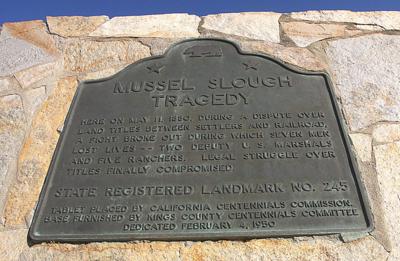 MUSSEL SLOUGH
TRAGEDY
HERE ON MAY 11, 1880, DURING A DISPUTE OVER
LAND TITLES BETWEEN SETTLERS AND RAILROAD,
A FIGHT BROKE OUT DURING WHICH SEVEN MEN
LOST LIVES -- TWO DEPUTY U. S. MARSHALS
AND FIVE RANCHERS. LEGAL STRUGGLE OVER
TITLES FINALLY COMPROMISED.
STATE REGISTERED LANDMARK NO. 245
TABLET PLACED BY CALIFORNIA CENTENNIALS COMMISSION.
BASE FURNISHED BY KINGS COUNTY CENTENNIALS COMMITTEE
DEDICATED FEBRUARY 4, 1950